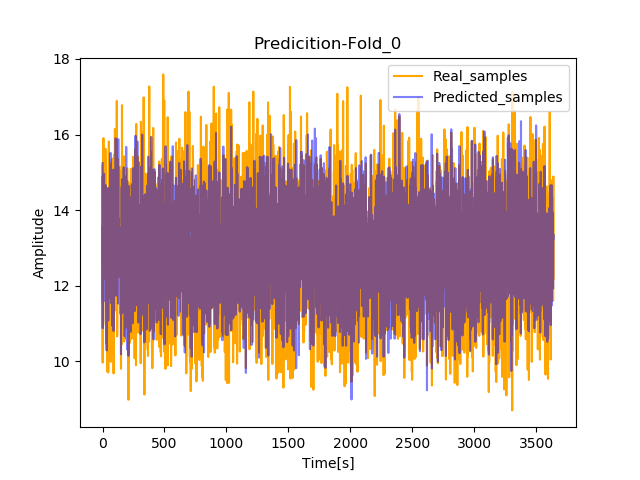 Predicition-Fold_0
Real_samples
Predicted_samples
18
16
14
12
10
Amplitude
0 500 1000 1500 2000 2500 3000 3500
Time[s]